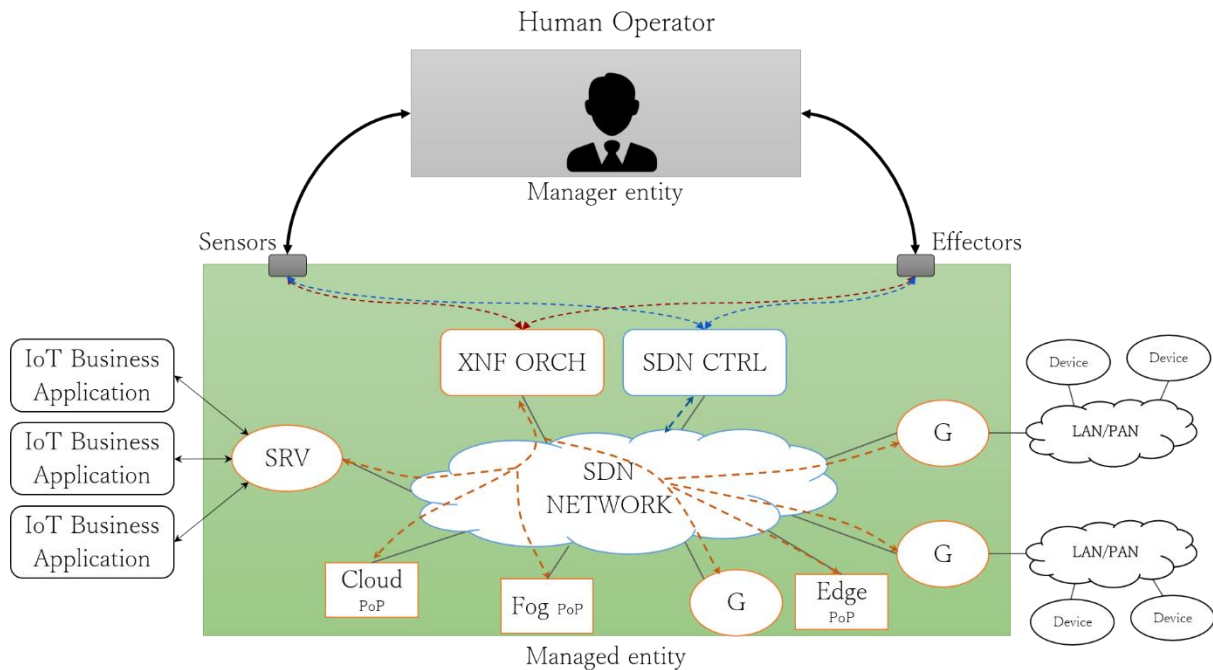 Human Operator
Manager entity
Sensors
Effectors
XNF ORCH
SDN CTRL
IoT Business
Application
IoT Business
Application
IoT Business
Application
SRV
SDN
NETWORK
G
G
G
Cloud
PoP
Fog PoP
Edge
PoP
Device
Device
LAN/PAN
LAN/PAN
Device
Device
Managed entity